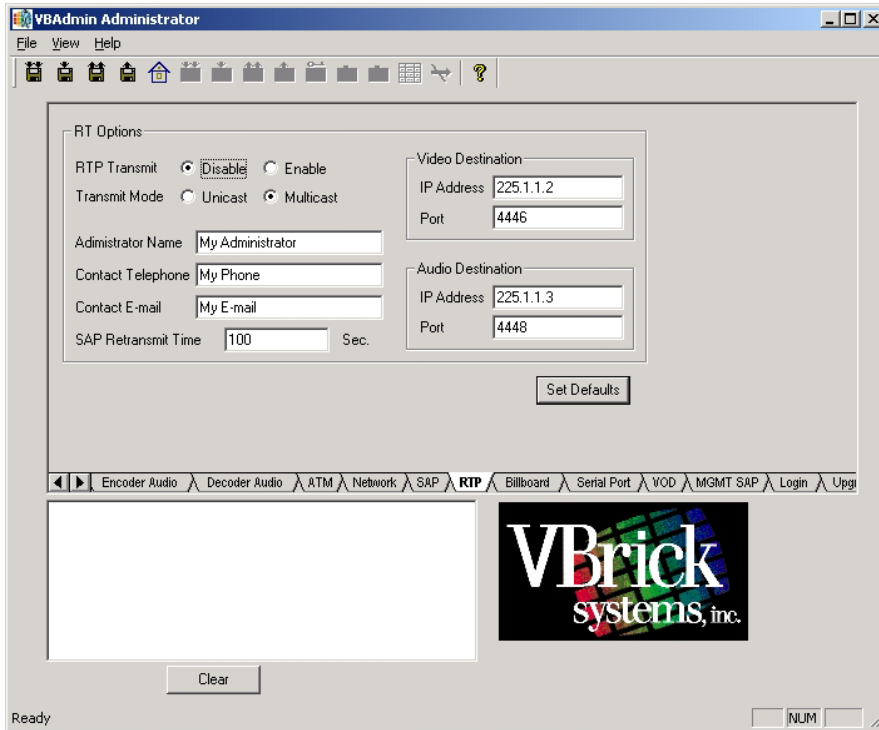 VBAdmin Administrator
File View Help
RT Options
RTP Transmit Disable Enable
Transmit Mode Unicast Multicast
Adimistrator Name My Administrator
Contact Telephone My Phone
Contact E-mail My E-mail
SAP Retransmit Time 100 Sec.
Video Destination
IP Address 225.1.1.2
Port 4446
Audio Destination
IP Address 225.1.1.3
Port 4448
Set Defaults
Encoder Audio Decoder Audio ATM Network SAP RTP Billboard Serial Port VOD MGMT SAP Login Upgr
VBrick
systems, inc.
Clear
Ready NUM